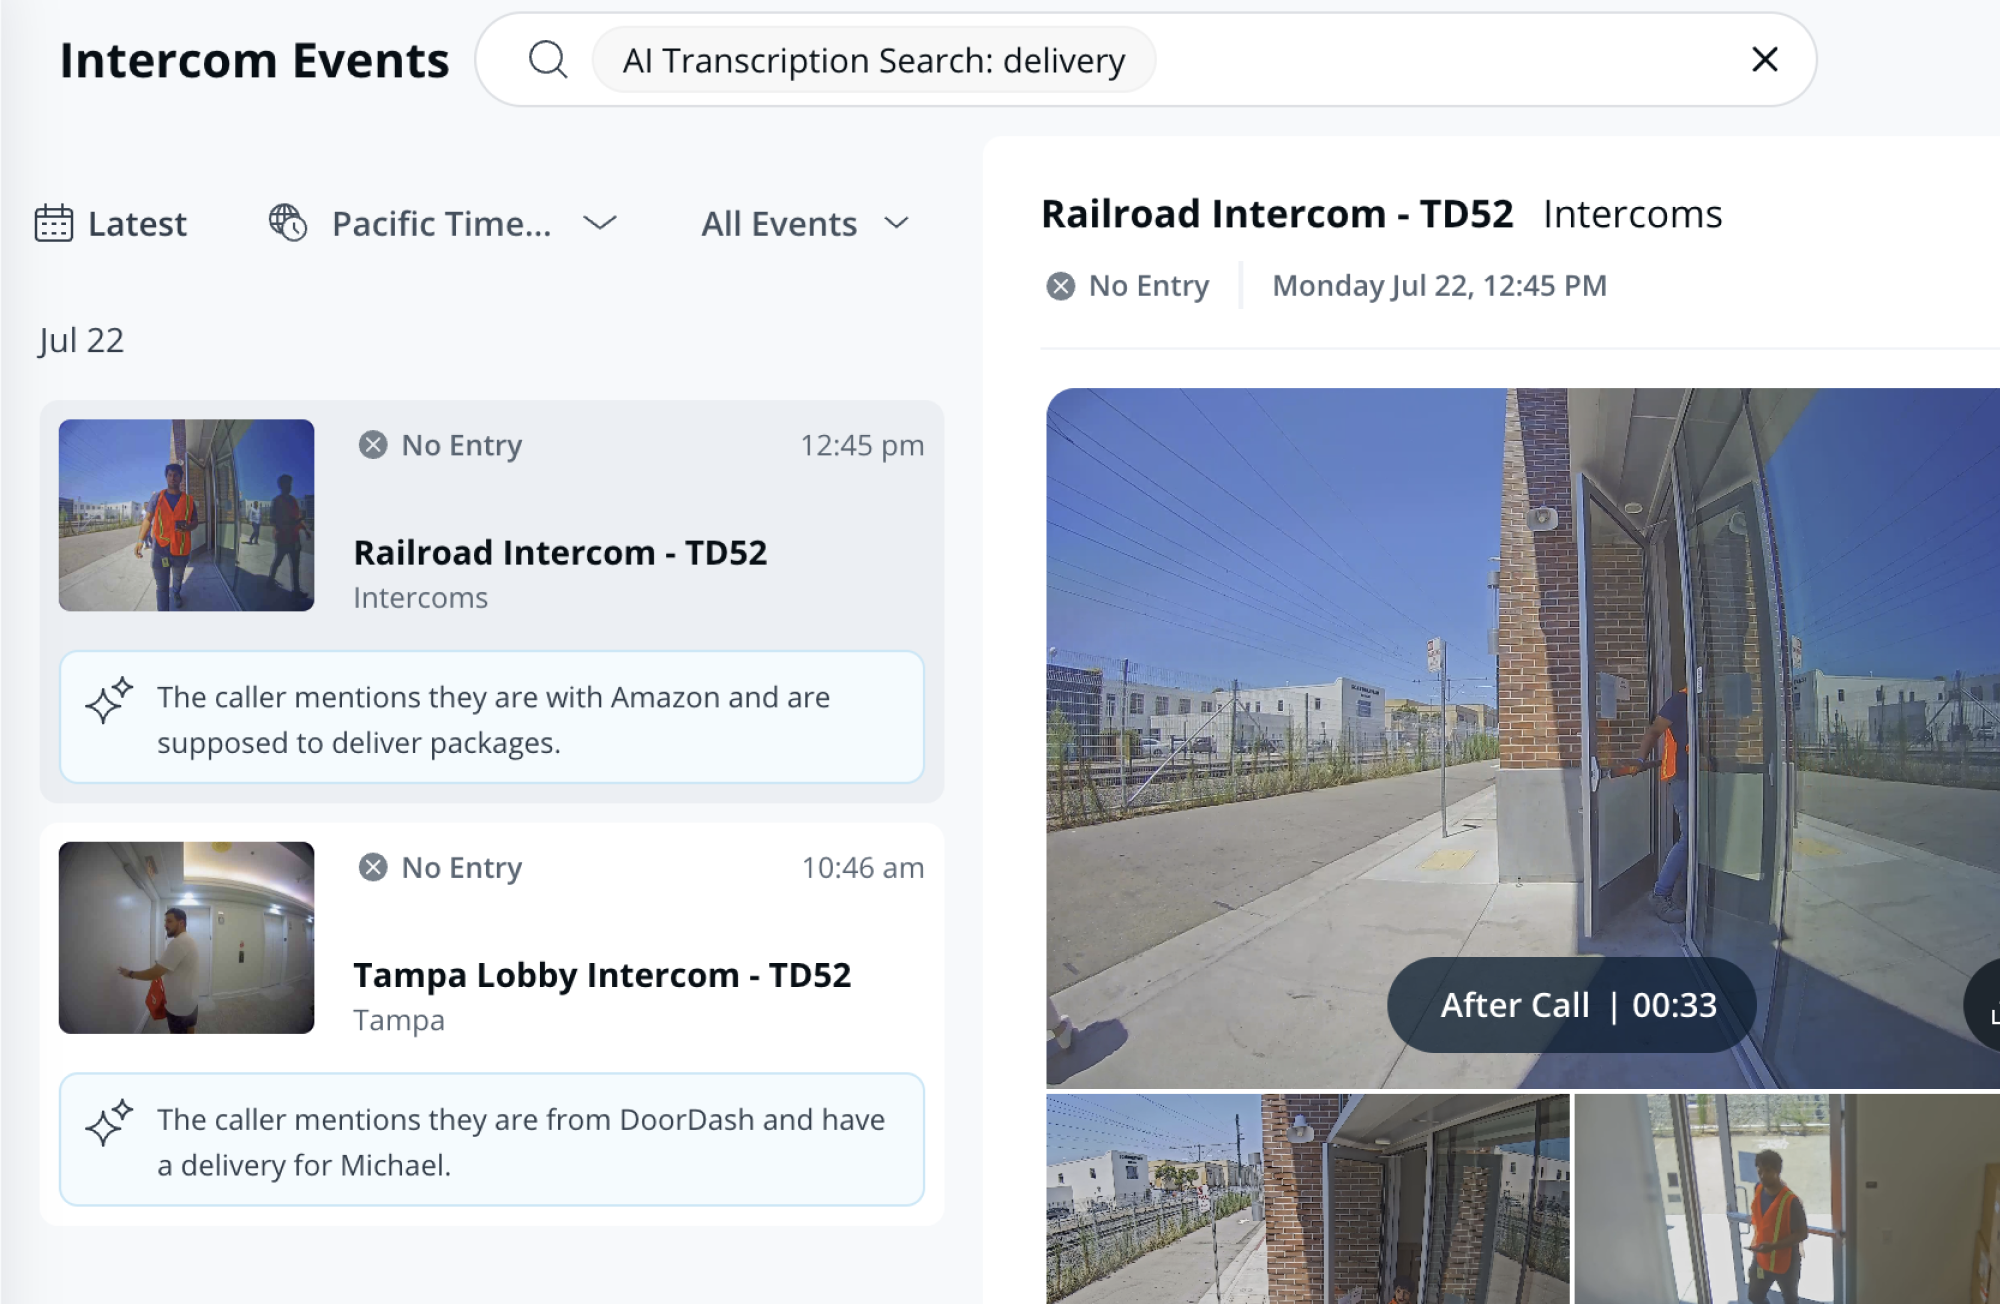 Intercom Events
AI Transcription Search: delivery
Latest
Pacific Time...
All Events
Jul 22
No Entry
12:45 pm
Railroad Intercom - TD52
Intercoms
The caller mentions they are with Amazon and are
supposed to deliver packages.
No Entry
10:46 am
Tampa Lobby Intercom - TD52
Tampa
The caller mentions they are from DoorDash and have
a delivery for Michael.
Railroad Intercom - TD52 Intercoms
No Entry
Monday Jul 22, 12:45 PM
After Call | 00:33